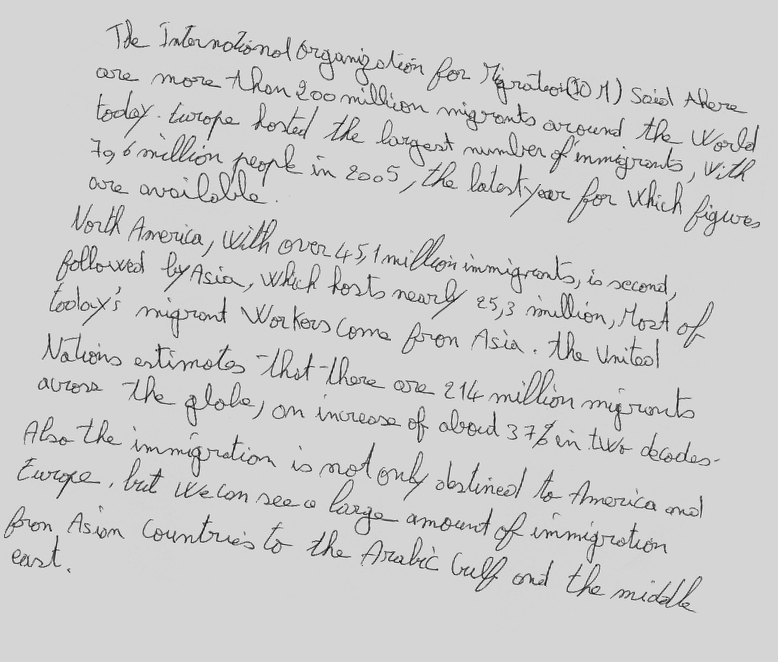 The International Organization for Migration (IOM) Said there
are more than 200 million migrants around the World
today. Europe hosted the largest number of immigrants, with
70,6 million people in 2005, the latest year for which figures
are available.
North America, with over 45,1 million immigrants, is second,
followed by Asia, which hosts nearly 25,3 million, Most of
today's migrant Workers come from Asia. the United
Nations estimates that there are 214 million migrants
across the globe, an increase of about 37% in two decades.
Also the immigration is not only obstined to America and
Europe, but we can see a large amount of immigration
from Asian Countries to the Arabic Gulf and the middle
east.